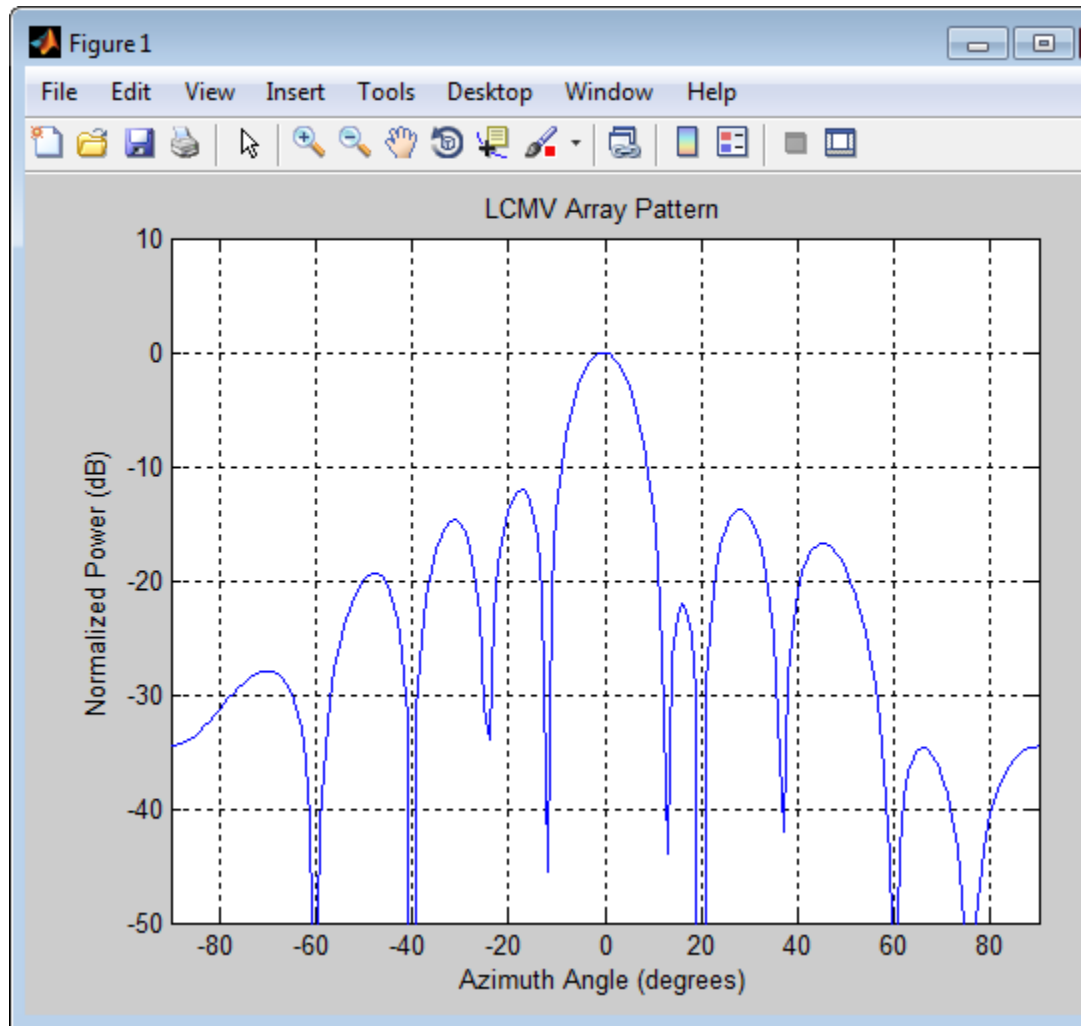 Figure 1
File Edit View Insert Tools Desktop Window Help
LCMV Array Pattern
10
0
-10
-20
-30
-40
-50
Normalized Power (dB)
-80 -60 -40 -20 0 20 40 60 80
Azimuth Angle (degrees)